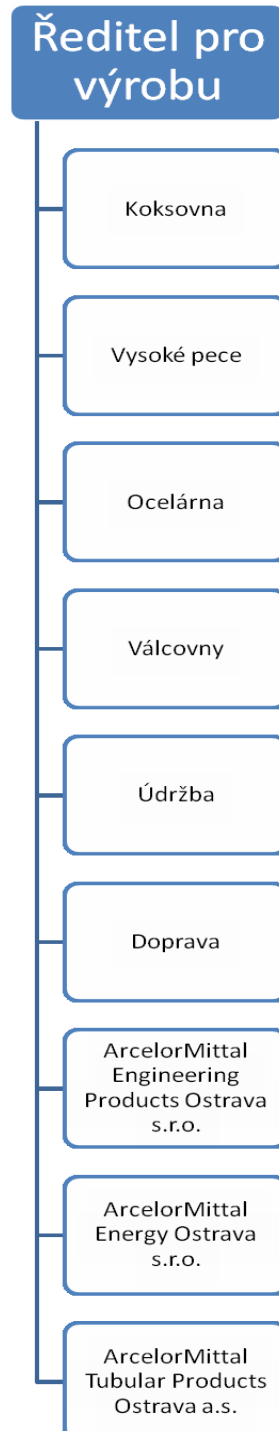 Ředitel pro
výrobu
Koksovna
Vysoké pece
Ocelárna
Válcovny
Údržba
Doprava
ArcelorMittal
Engineering
Products Ostrava
s.r.o.
ArcelorMittal
Energy Ostrava
s.r.o.
ArcelorMittal
Tubular Products
Ostrava a.s.